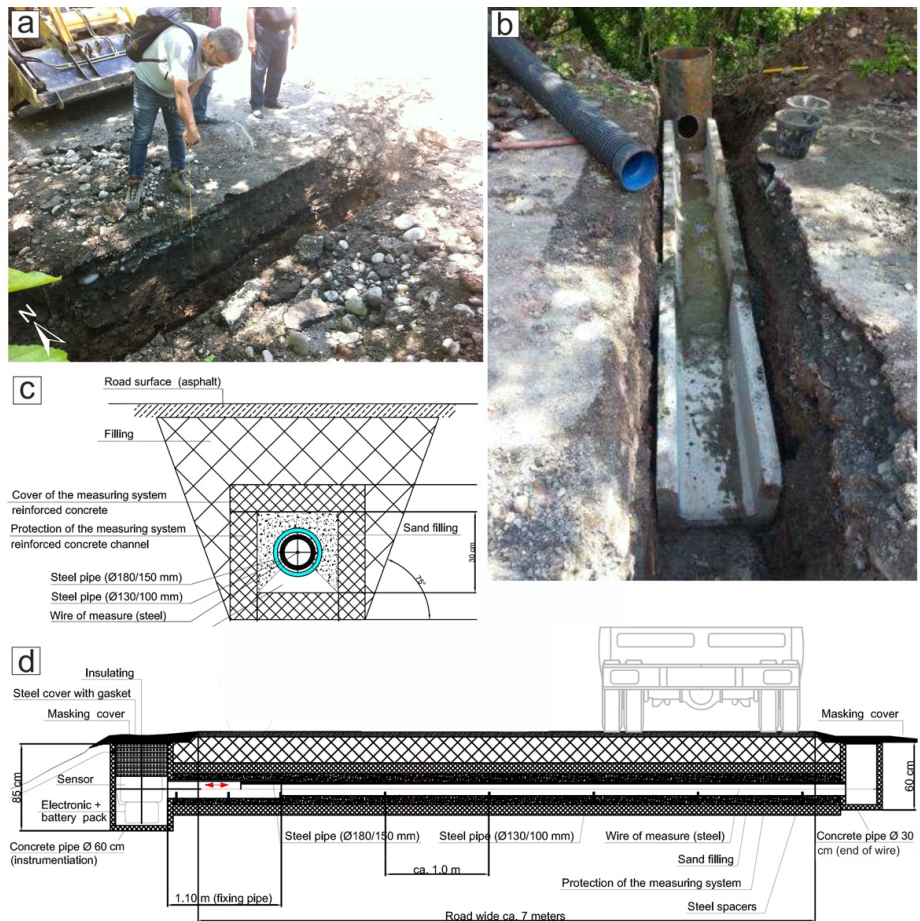 a
N
b
c
Road surface (asphalt)
Filling
Cover of the measuring system
reinforced concrete
Protection of the measuring system
reinforced concrete channel
Sand filling
30 cm
Steel pipe (Ø180/150 mm)
Steel pipe (Ø130/100 mm)
Wire of measure (steel)
75°
d
Insulating
Steel cover with gasket
Masking cover
Masking cover
85 cm
Sensor
60 cm
Electronic +
battery pack
Concrete pipe Ø 60 cm
(instrumentiation)
Steel pipe (Ø180/150 mm)
Steel pipe (Ø130/100 mm)
Wire of measure (steel)
Concrete pipe Ø 30
cm (end of wire)
Sand filling
ca. 1.0 m
Protection of the measuring system
1.10 m (fixing pipe)
Steel spacers
Road wide ca. 7 meters